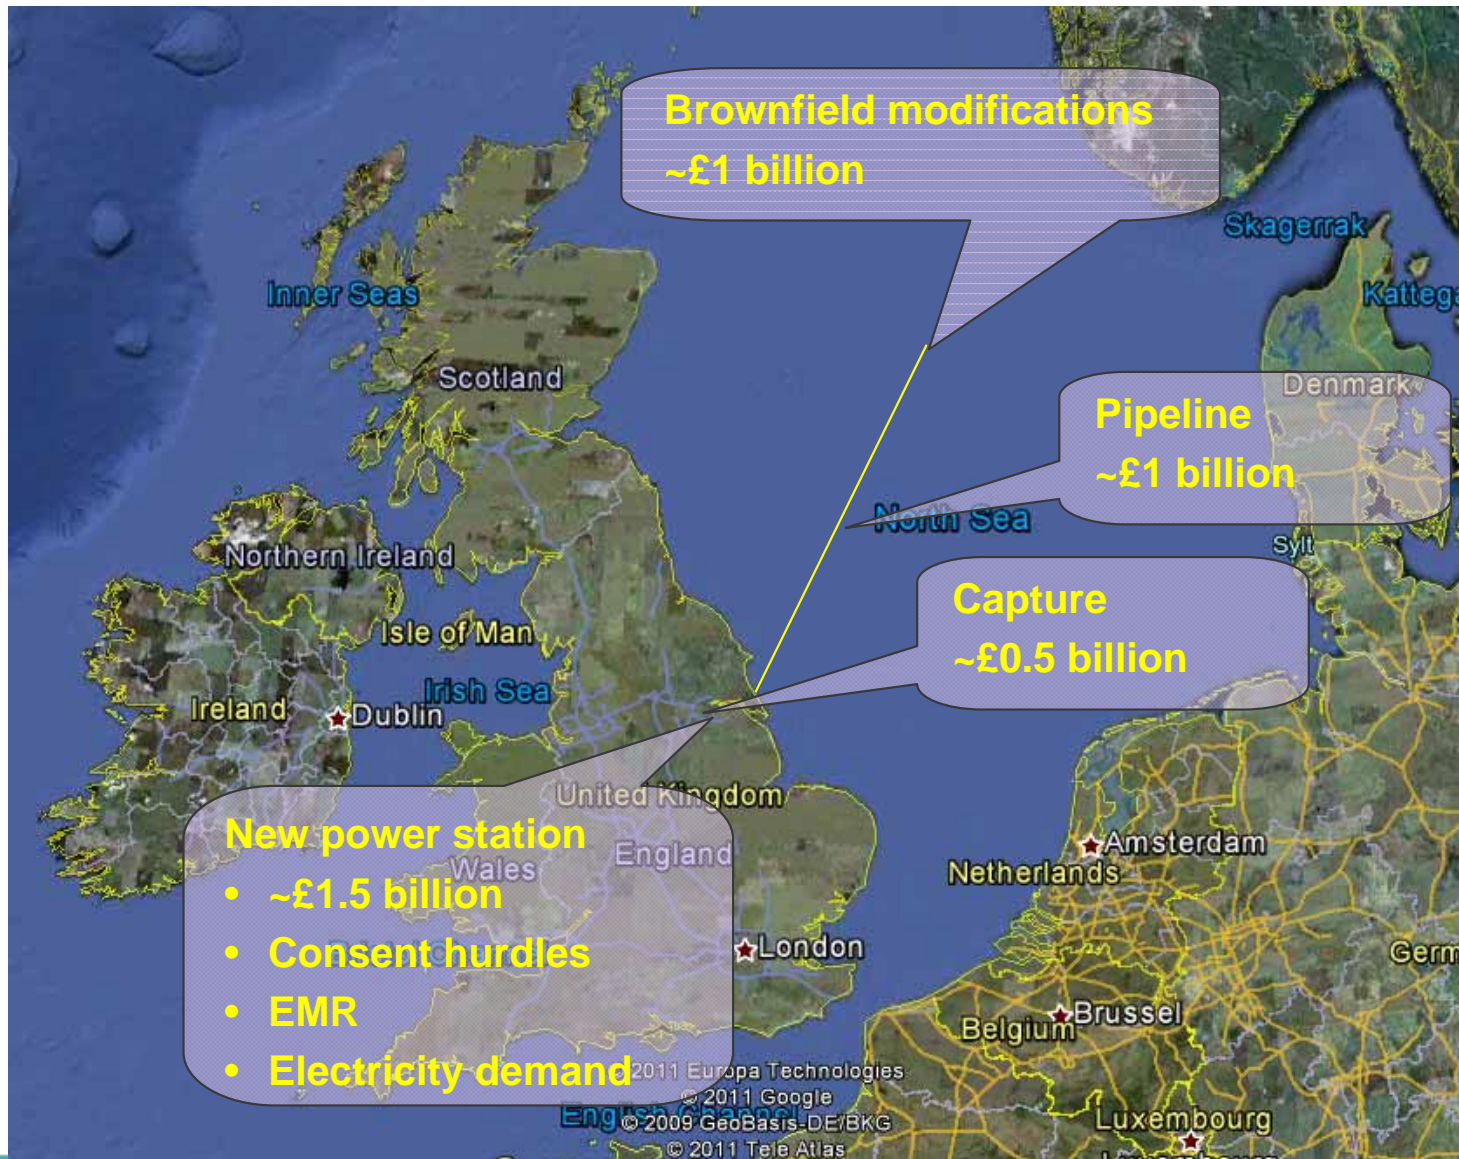 Brownfield modifications
~£1 billion
Skagerrak
Inner Seas
Scotland
Denmark
Pipeline
~£1 billion
North Sea
Sylt
Northern Ireland
Capture
~£0.5 billion
Isle of Man
Irish Sea
Ireland
Dublin
United Kingdom
New power station
England
Wales
Amsterdam
Netherlands
• ~£1.5 billion
• Consent hurdles
London
• EMR
Brussel
Belgium
• Electricity demand
© 2011 Europa Technologies
© 2011 Google
© 2009 GeoBasis-DE/BKG
© 2011 Tele Atlas
English Channel
Luxembourg